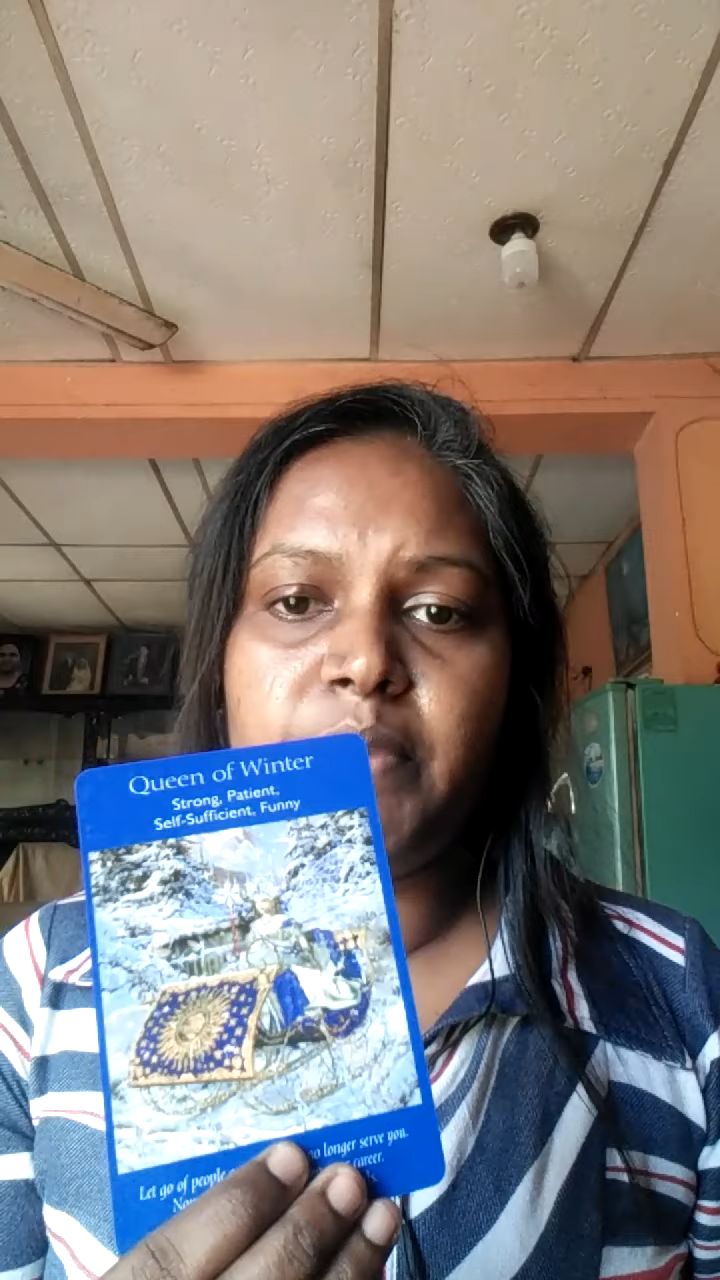 Queen of Winter
Strong, Patient,
Self-Sufficient, Funny
Let go of people no longer serve you.
career.